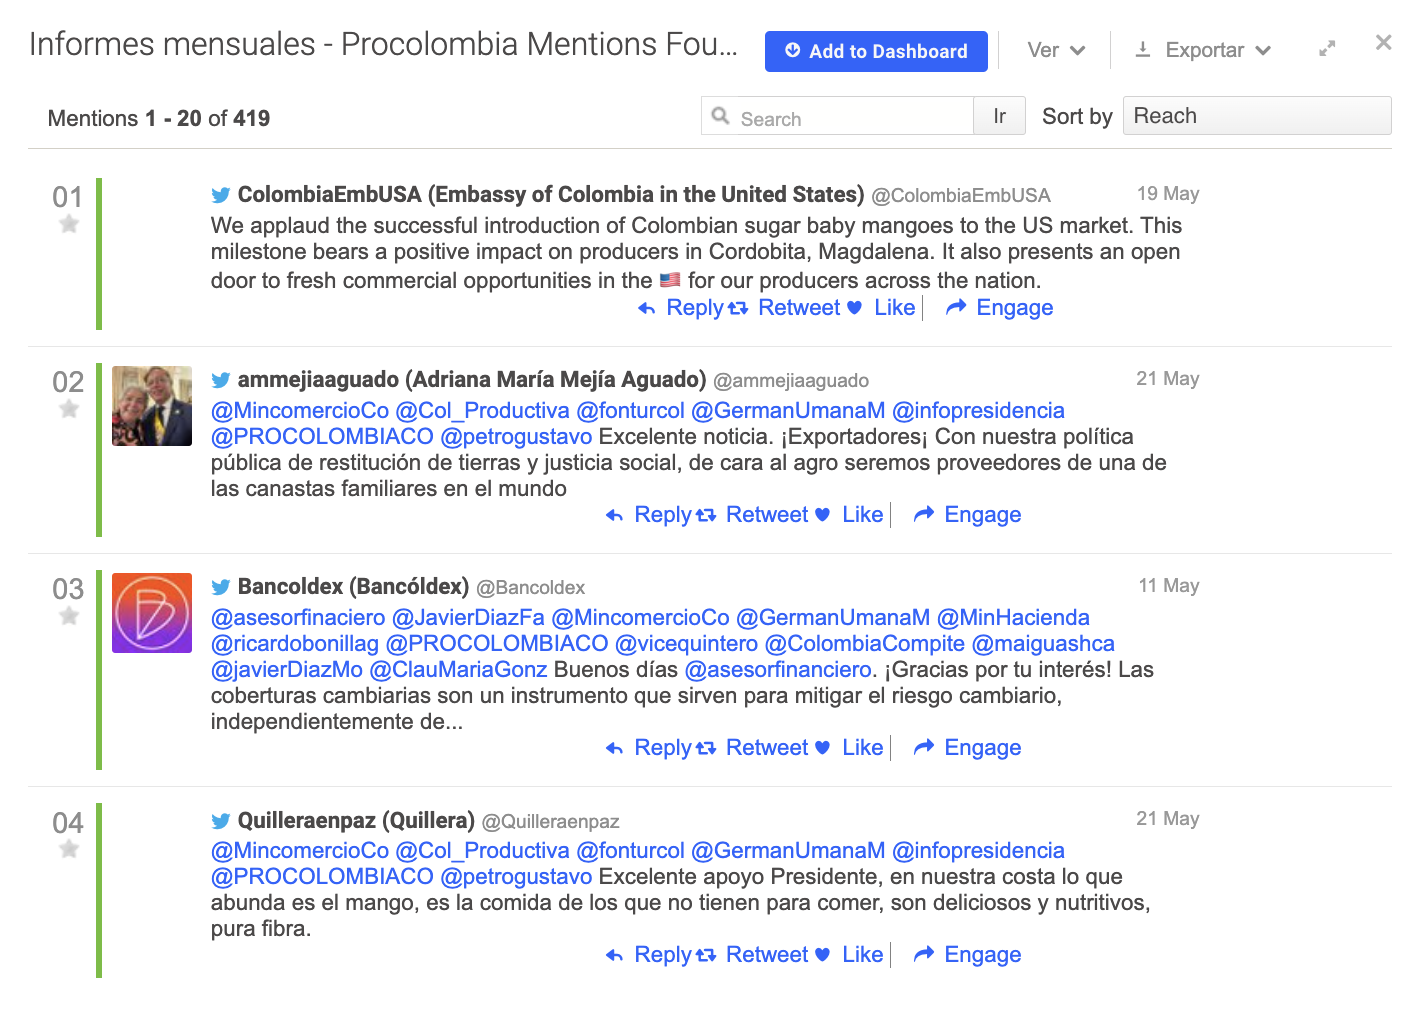 Informes mensuales - Procolombia Mentions Fou...
Add to Dashboard
Ver
Exportar
Mentions 1 - 20 of 419
Search
Ir
Sort by
Reach
01
ColombiaEmbUSA (Embassy of Colombia in the United States) @ColombiaEmbUSA
19 May
We applaud the successful introduction of Colombian sugar baby mangoes to the US market. This
milestone bears a positive impact on producers in Cordobita, Magdalena. It also presents an open
door to fresh commercial opportunities in the 🇺🇸 for our producers across the nation.
Reply Retweet Like Engage
02
ammejiaaguado (Adriana María Mejía Aguado) @ammejiaaguado
21 May
@MincomercioCo @Col_Productiva @fonturcol @GermanUmanaM @infopresidencia
@PROCOLOMBIACO @petrogustavo Excelente noticia. ¡Exportadores¡ Con nuestra política
pública de restitución de tierras y justicia social, de cara al agro seremos proveedores de una de
las canastas familiares en el mundo
Reply Retweet Like Engage
03
Bancoldex (Bancóldex) @Bancoldex
11 May
@asesorfinaciero @JavierDiazFa @MincomercioCo @GermanUmanaM @MinHacienda
@ricardobonillag @PROCOLOMBIACO @vicequintero @ColombiaCompite @maiguashca
@javierDiazMo @ClauMariaGonz Buenos días @asesorfinanciero. ¡Gracias por tu interés! Las
coberturas cambiarias son un instrumento que sirven para mitigar el riesgo cambiario,
independientemente de...
Reply Retweet Like Engage
04
Quilleraenpaz (Quillera) @Quilleraenpaz
21 May
@MincomercioCo @Col_Productiva @fonturcol @GermanUmanaM @infopresidencia
@PROCOLOMBIACO @petrogustavo Excelente apoyo Presidente, en nuestra costa lo que
abunda es el mango, es la comida de los que no tienen para comer, son deliciosos y nutritivos,
pura fibra.
Reply Retweet Like Engage